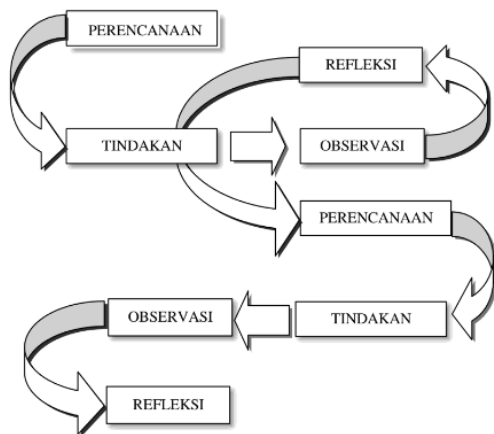 PERENCANAAN
REFLEKSI
TINDAKAN
OBSERVASI
PERENCANAAN
OBSERVASI
TINDAKAN
REFLEKSI